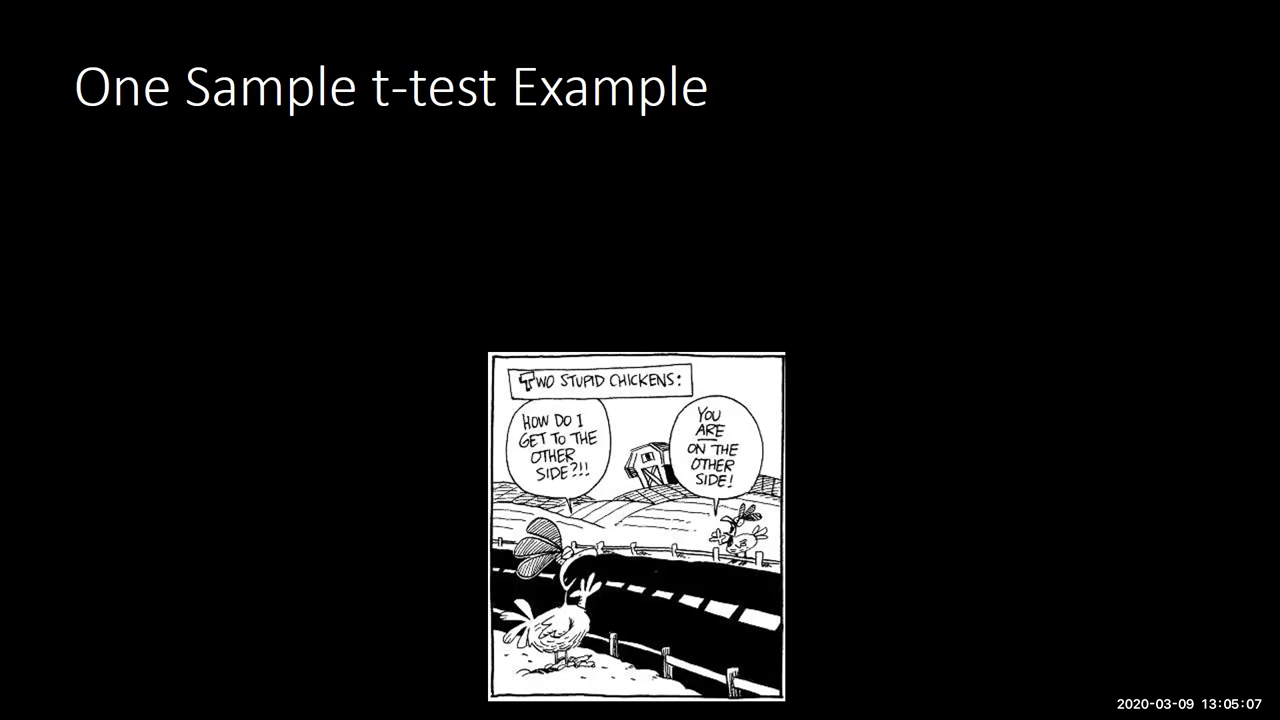 One Sample t-test Example
TWO STUPID CHICKENS:
HOW DO I
GET TO THE
OTHER
SIDE?!!
YOU
ARE
ON THE
OTHER
SIDE!
2020-03-09 13:05:07